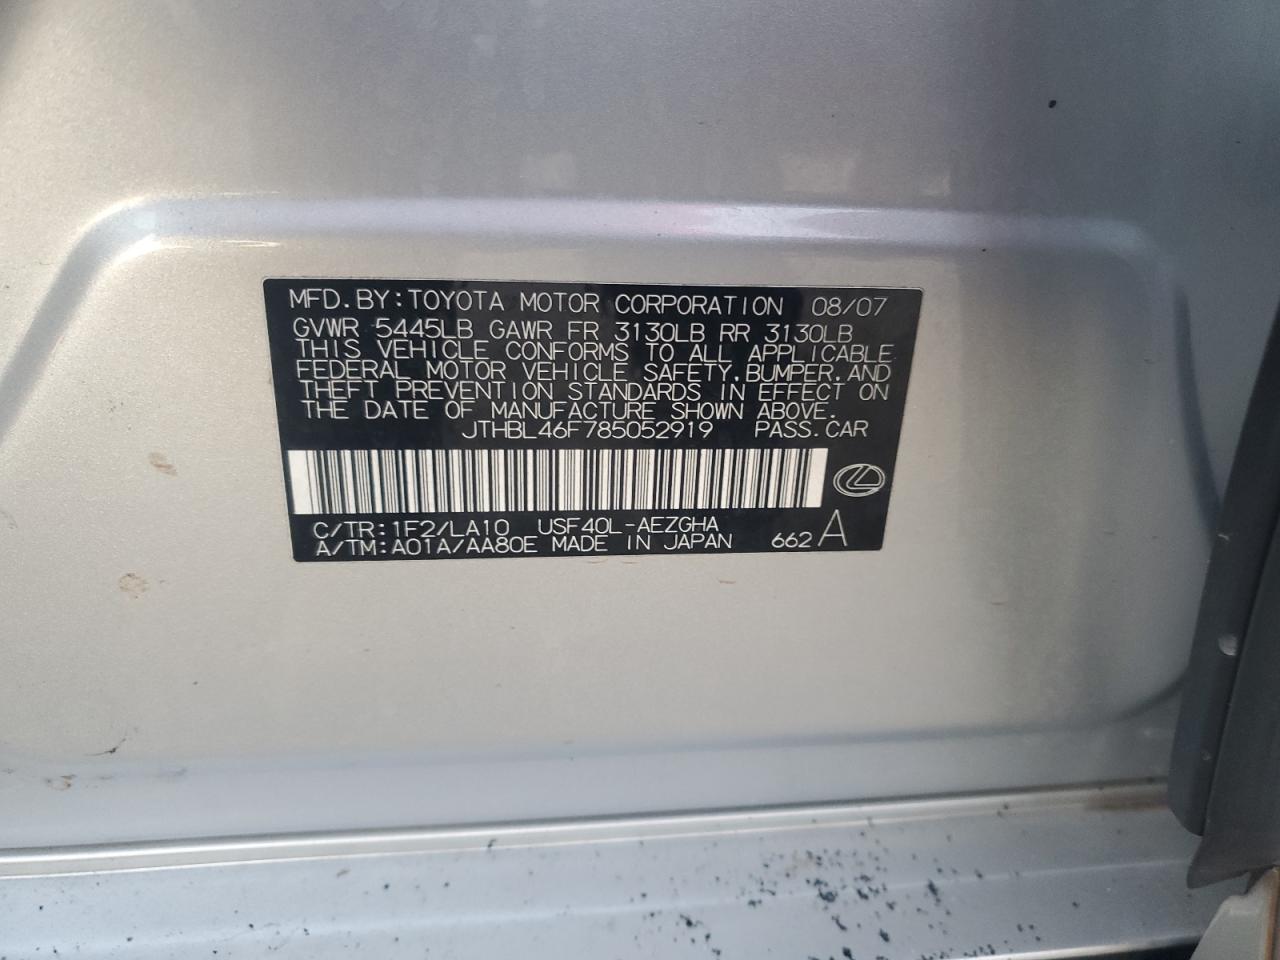 MFD.BY:TOYOTA MOTOR CORPORATION 08/07
GVWR 5445LB GAWR FR 3130LB RR 3130LB
THIS VEHICLE CONFORMS TO ALL APPLICABLE
FEDERAL MOTOR VEHICLE SAFETY,BUMPER,AND
THEFT PREVENTION STANDARDS IN EFFECT ON
THE DATE OF MANUFACTURE SHOWN ABOVE.
JTHBL46F785052919 PASS.CAR
C/TR:1F2/LA10 USF40L-AEZGHA
A/TM:A01A/AA80E MADE IN JAPAN 662 A